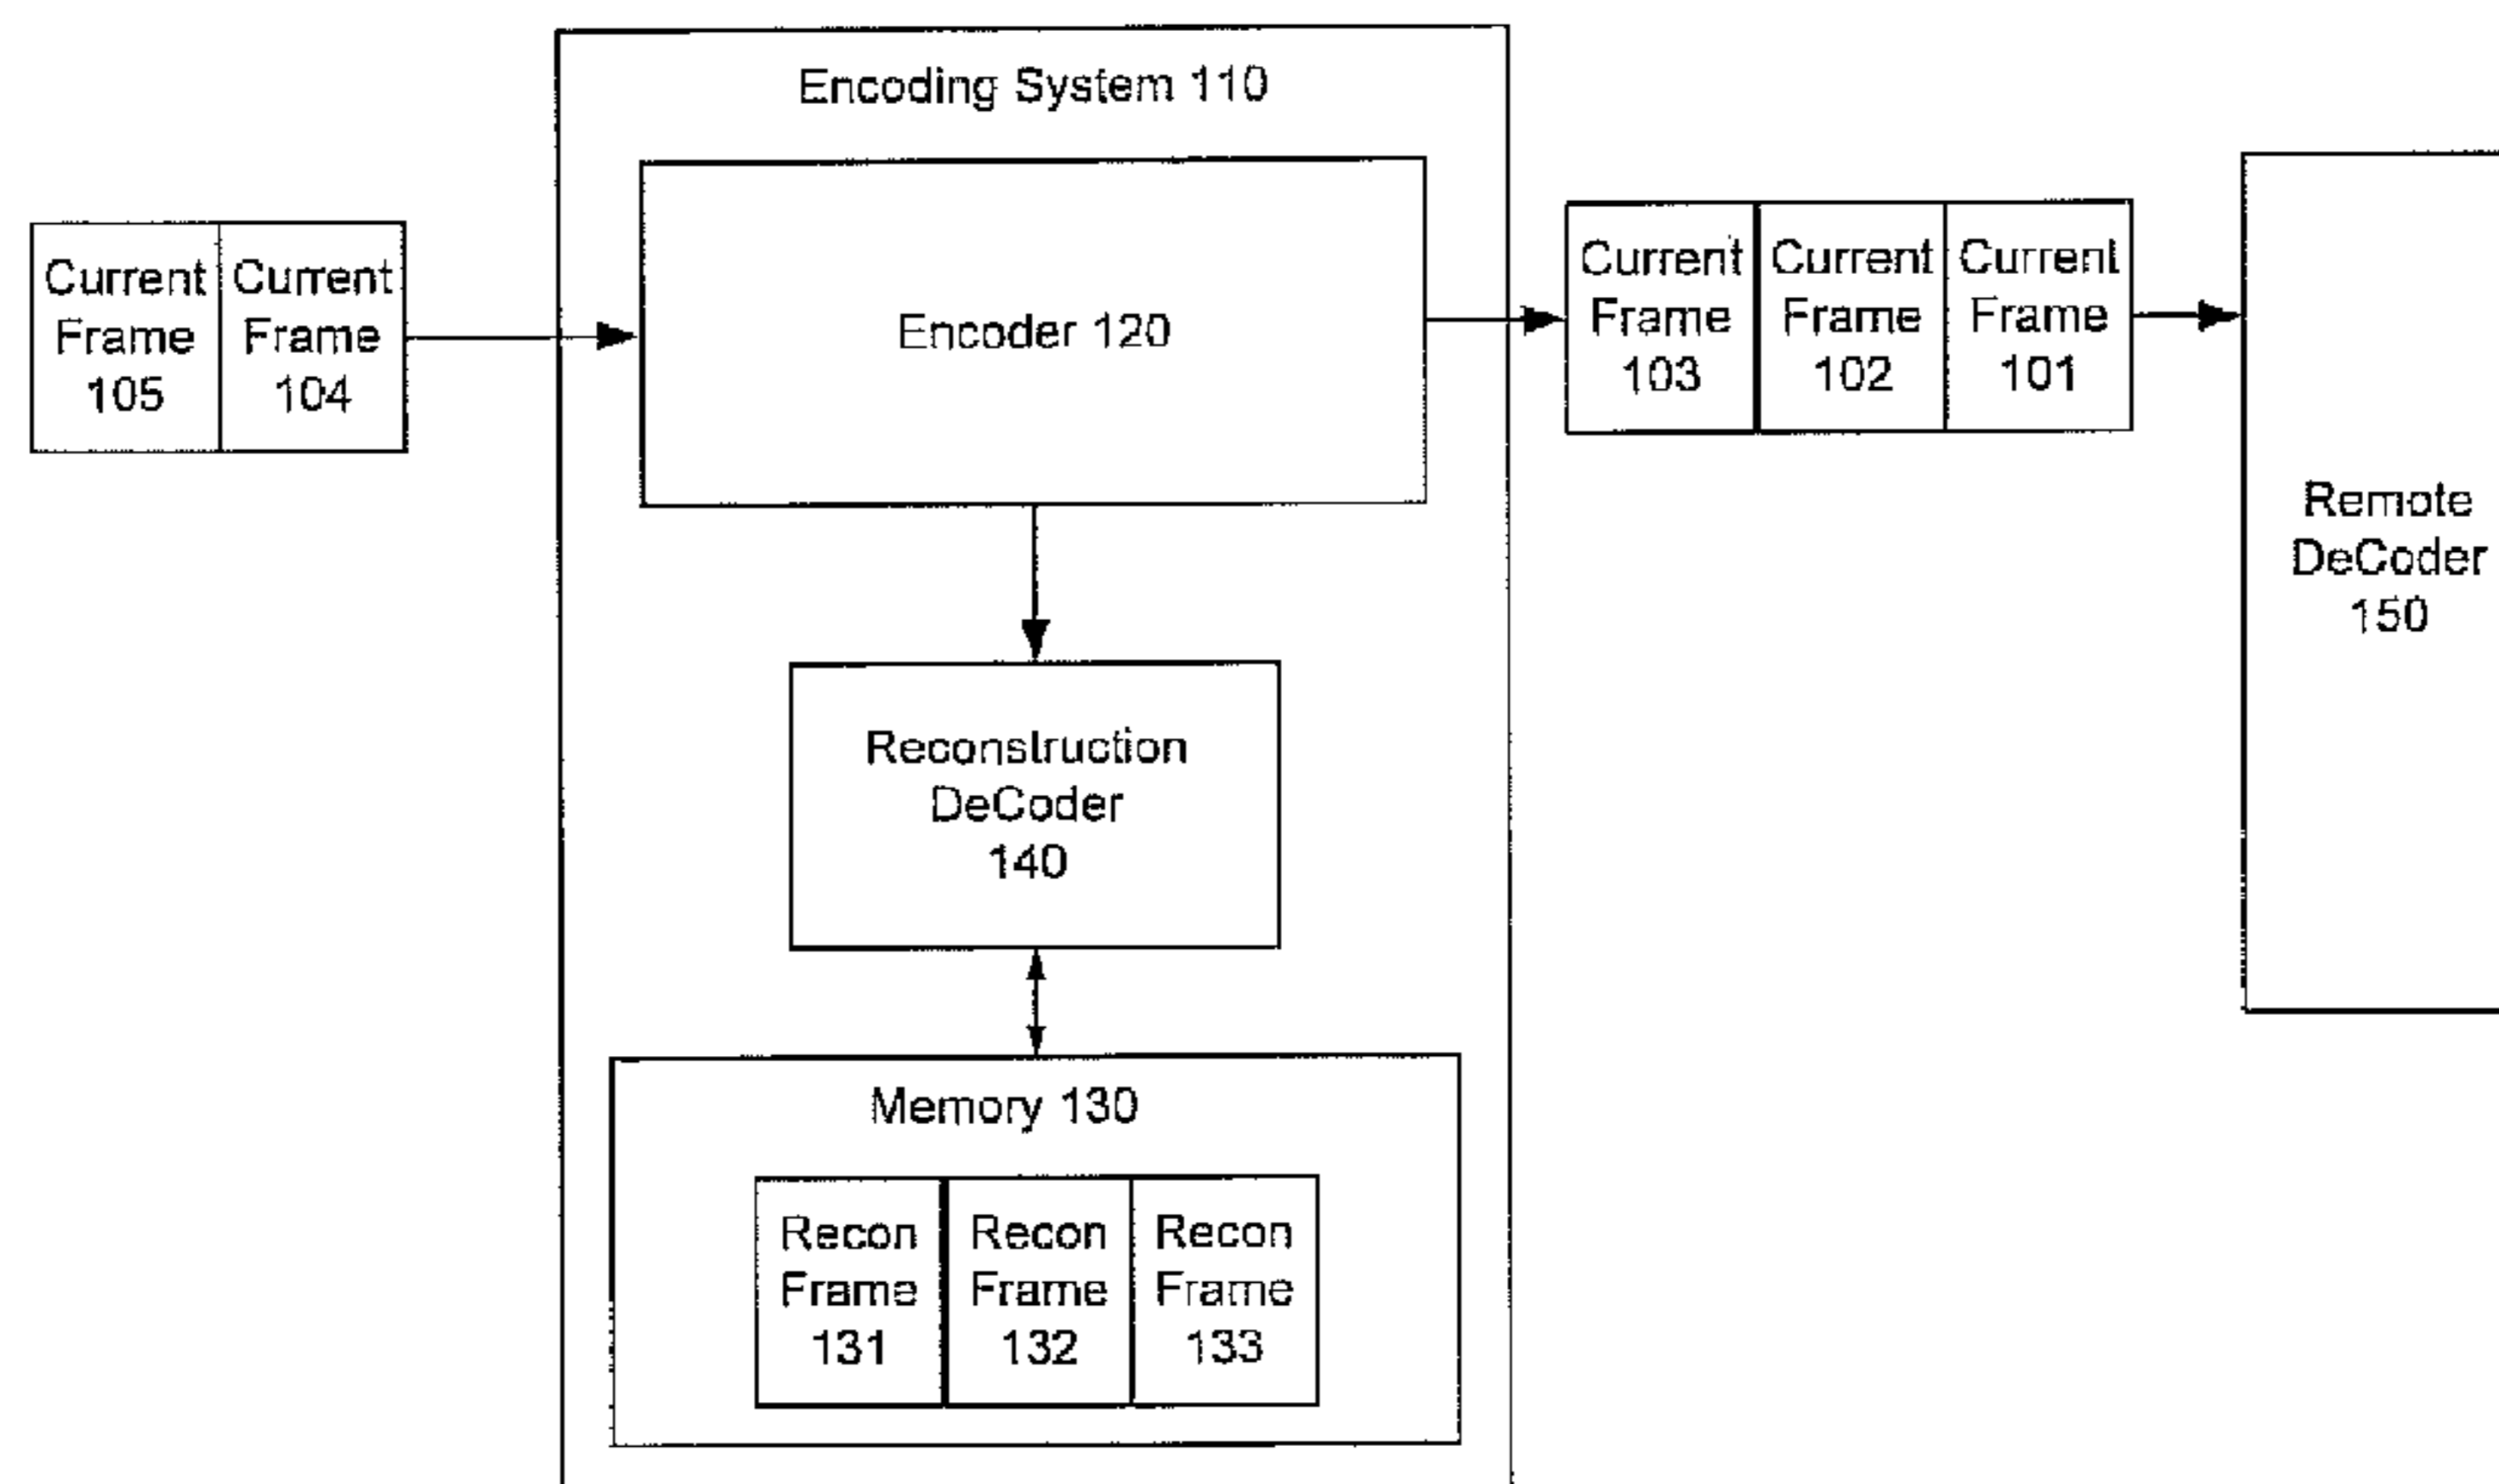 Encoding System 110
Current
Frame
105
Current
Frame
104
Encoder 120
Current
Frame
103
Current
Frame
102
Current
Frame
101
Remote
DeCoder
150
Reconstruction
DeCoder
140
Memory 130
Recon
Frame
131
Recon
Frame
132
Recon
Frame
133